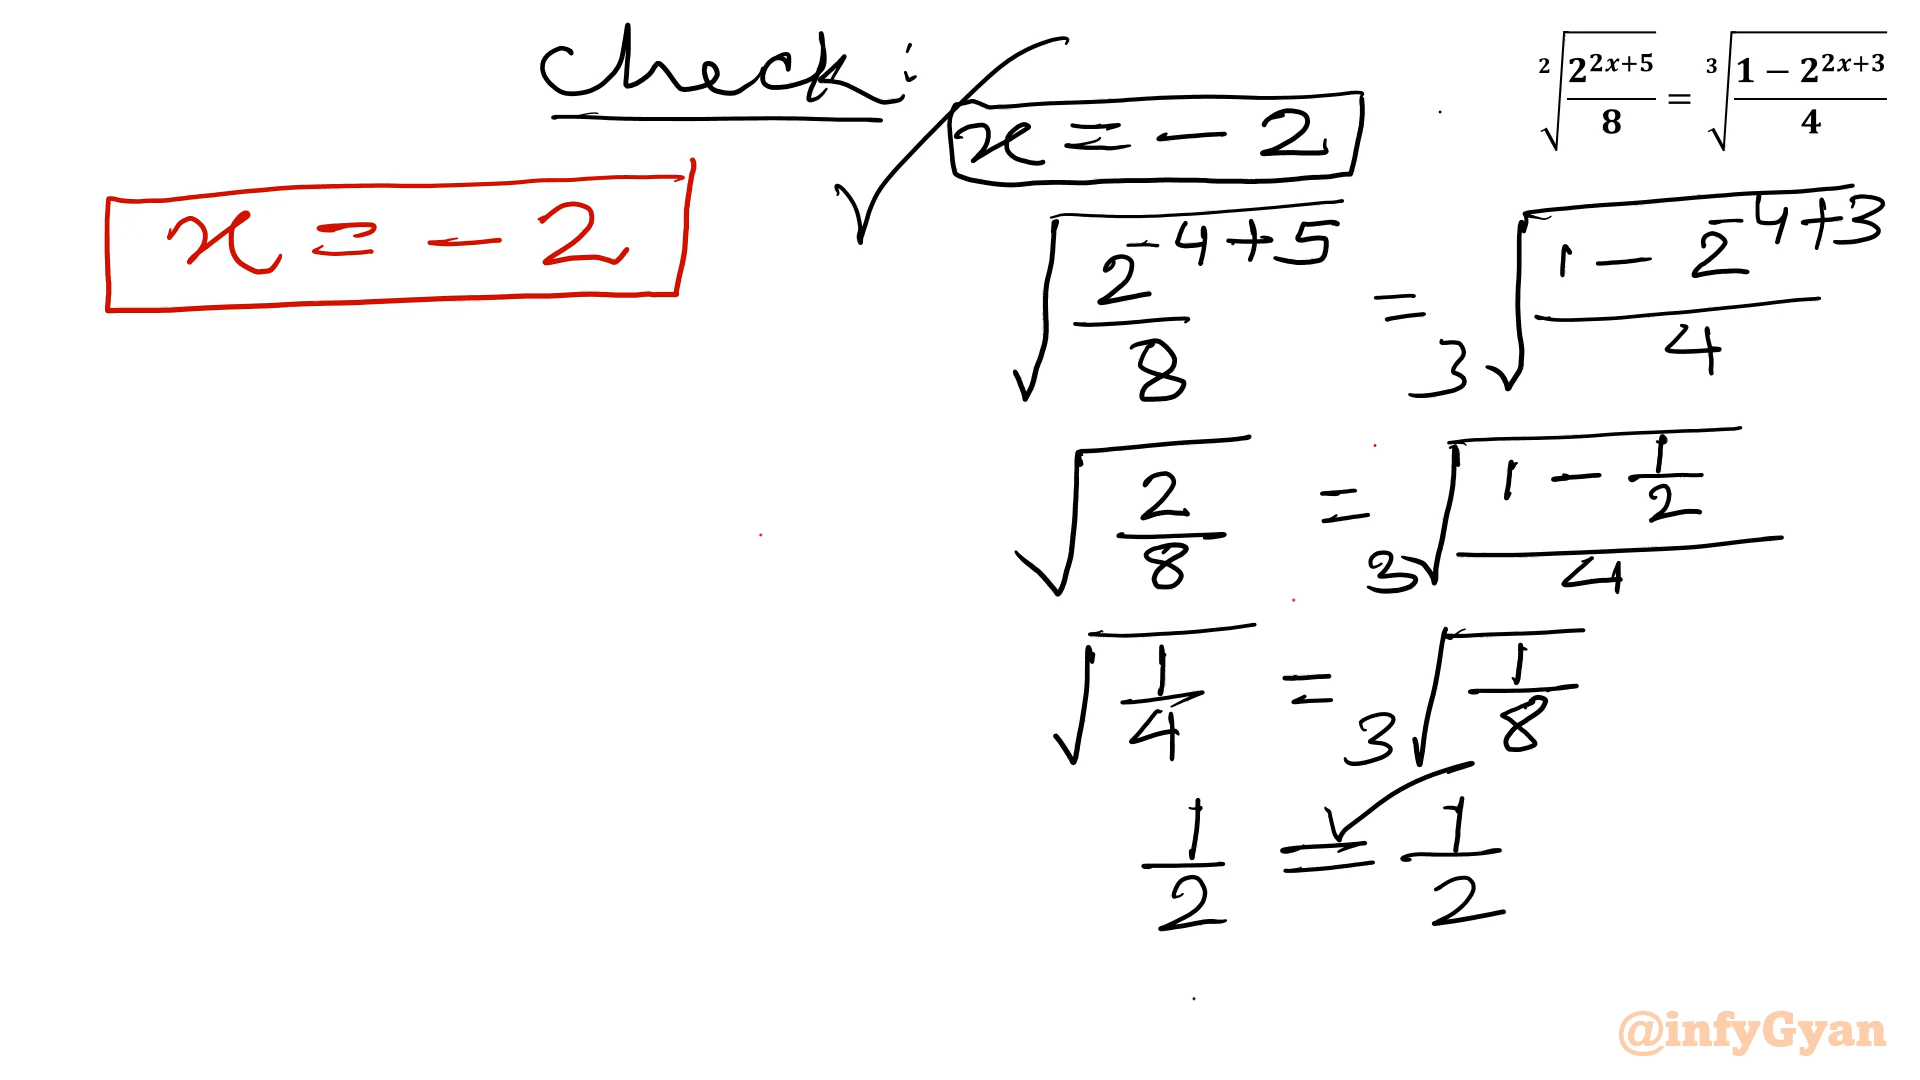 Check:
x = -2
x = -2
²√(2^(2x+5)/8) = ³√((1 − 2^(2x+3))/4)
√(2^(-4+5)/8) = 3√((1 - 2^(-4+3))/4)
√(2/8) = 3√((1 - 1/2)/4)
√(1/4) = 3√(1/8)
1/2 = 1/2
@infyGyan